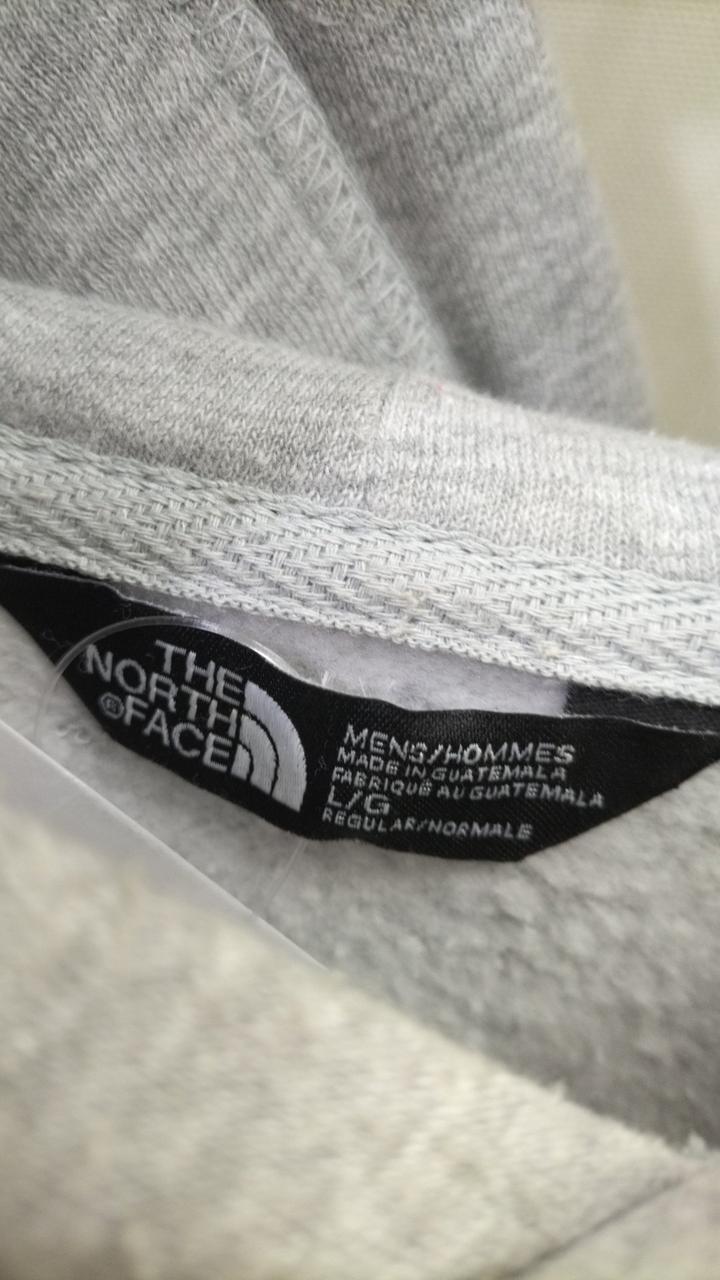 THE
NORTH
®FACE
MENS/HOMMES
MADE IN GUATEMALA
FABRIQUÉ AU GUATEMALA
L/G
REGULAR/NORMALE